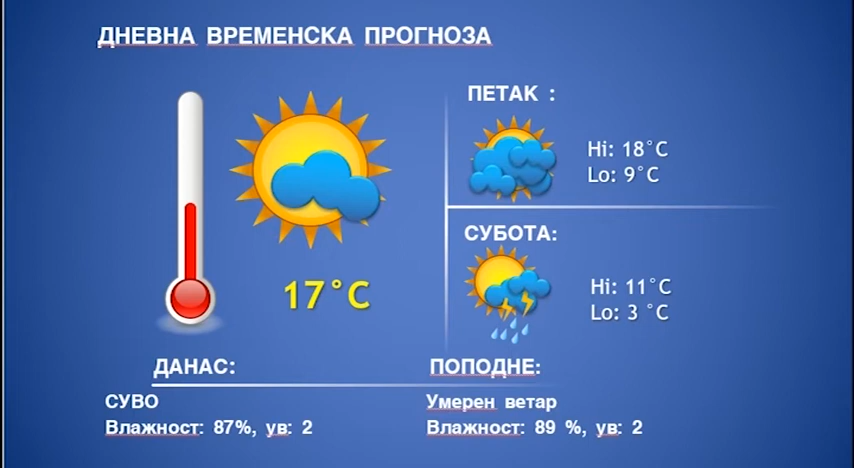 ДНЕВНА ВРЕМЕНСКА ПРОГНОЗА
17°C
ПЕТАК :
Hi: 18°C
Lo: 9°C
СУБОТА:
Hi: 11°C
Lo: 3 °C
ДАНАС:
СУВО
Влажност: 87%, ув: 2
ПОПОДНЕ:
Умерен ветар
Влажност: 89 %, ув: 2